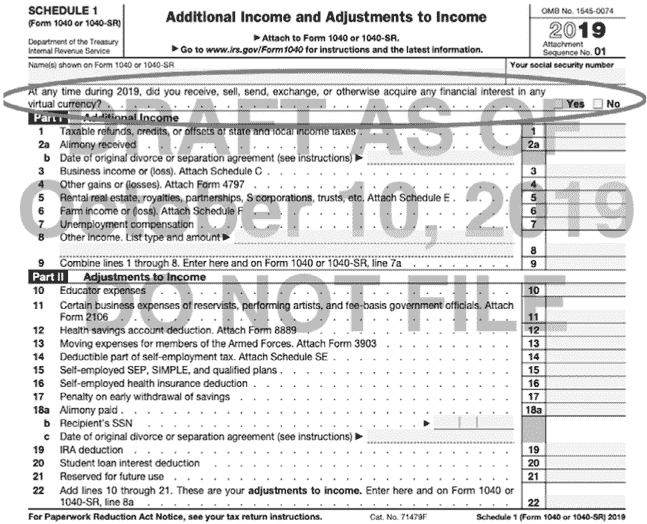 SCHEDULE 1
(Form 1040 or 1040-SR)
Department of the Treasury
Internal Revenue Service
Additional Income and Adjustments to Income
▶ Attach to Form 1040 or 1040-SR.
▶ Go to www.irs.gov/Form1040 for instructions and the latest information.
OMB No. 1545-0074
2019
Attachment
Sequence No. 01
Name(s) shown on Form 1040 or 1040-SR
Your social security number
At any time during 2019, did you receive, sell, send, exchange, or otherwise acquire any financial interest in any
virtual currency? . . . . . . . . . . . . . . . . . . . . . Yes No
DRAFT AS OF
October 10, 2019
DO NOT FILE
Part I Additional Income
1 Taxable refunds, credits, or offsets of state and local income taxes . . . . . . . . . . 1
2a Alimony received . . . . . . . . . . . . . . . . . . . . 2a
b Date of original divorce or separation agreement (see instructions) ▶
3 Business income or (loss). Attach Schedule C . . . . . . . . . . . . . . 3
4 Other gains or (losses). Attach Form 4797 . . . . . . . . . . . . . . . 4
5 Rental real estate, royalties, partnerships, S corporations, trusts, etc. Attach Schedule E . . . . 5
6 Farm income or (loss). Attach Schedule F . . . . . . . . . . . . . . . 6
7 Unemployment compensation . . . . . . . . . . . . . . . . . . 7
8 Other income. List type and amount ▶
8
9 Combine lines 1 through 8. Enter here and on Form 1040 or 1040-SR, line 7a . . . . . . . 9
Part II Adjustments to Income
10 Educator expenses . . . . . . . . . . . . . . . . . . . . 10
11 Certain business expenses of reservists, performing artists, and fee-basis government officials. Attach
Form 2106 . . . . . . . . . . . . . . . . . . . . . . 11
12 Health savings account deduction. Attach Form 8889 . . . . . . . . . . . . 12
13 Moving expenses for members of the Armed Forces. Attach Form 3903 . . . . . . . . 13
14 Deductible part of self-employment tax. Attach Schedule SE . . . . . . . . . . . 14
15 Self-employed SEP, SIMPLE, and qualified plans . . . . . . . . . . . . . . 15
16 Self-employed health insurance deduction . . . . . . . . . . . . . . . 16
17 Penalty on early withdrawal of savings . . . . . . . . . . . . . . . . 17
18a Alimony paid . . . . . . . . . . . . . . . . . . . . . 18a
b Recipient's SSN . . . . . . . . . . . . . . . . ▶
c Date of original divorce or separation agreement (see instructions) ▶
19 IRA deduction . . . . . . . . . . . . . . . . . . . . . 19
20 Student loan interest deduction . . . . . . . . . . . . . . . . . 20
21 Reserved for future use . . . . . . . . . . . . . . . . . . . 21
22 Add lines 10 through 21. These are your adjustments to income. Enter here and on Form 1040 or
1040-SR, line 8a . . . . . . . . . . . . . . . . . . . . 22
For Paperwork Reduction Act Notice, see your tax return instructions. Cat. No. 71479F Schedule 1 (Form 1040 or 1040-SR) 2019